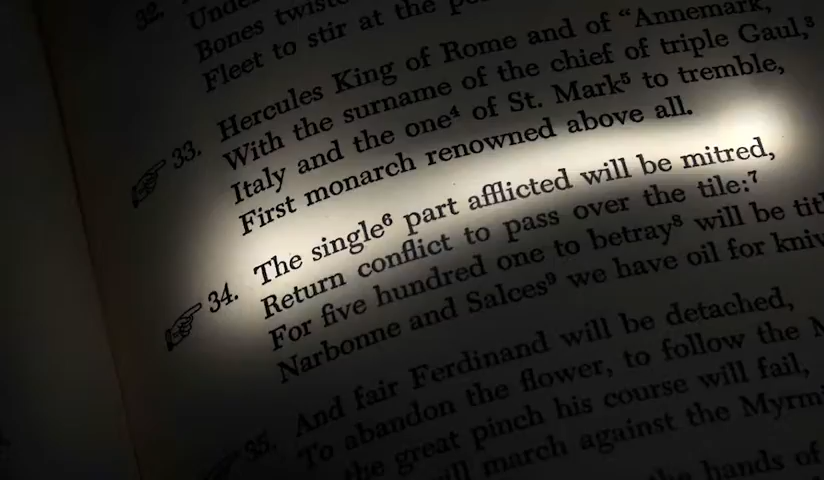 32.
Bones twist
Fleet to stir at the
33. Hercules King of Rome and of “Annemark,
With the surname of the chief of triple Gaul,³
Italy and the one⁴ of St. Mark⁵ to tremble,
First monarch renowned above all.
34. The single⁶ part afflicted will be mitred,
Return conflict to pass over the tile:⁷
For five hundred one to betray⁸ will be tit
Narbonne and Salces⁹ we have oil for kniv
35. And fair Ferdinand will be detached,
To abandon the flower, to follow the M
the great pinch his course will fail,
march against the Myrmi
hands of